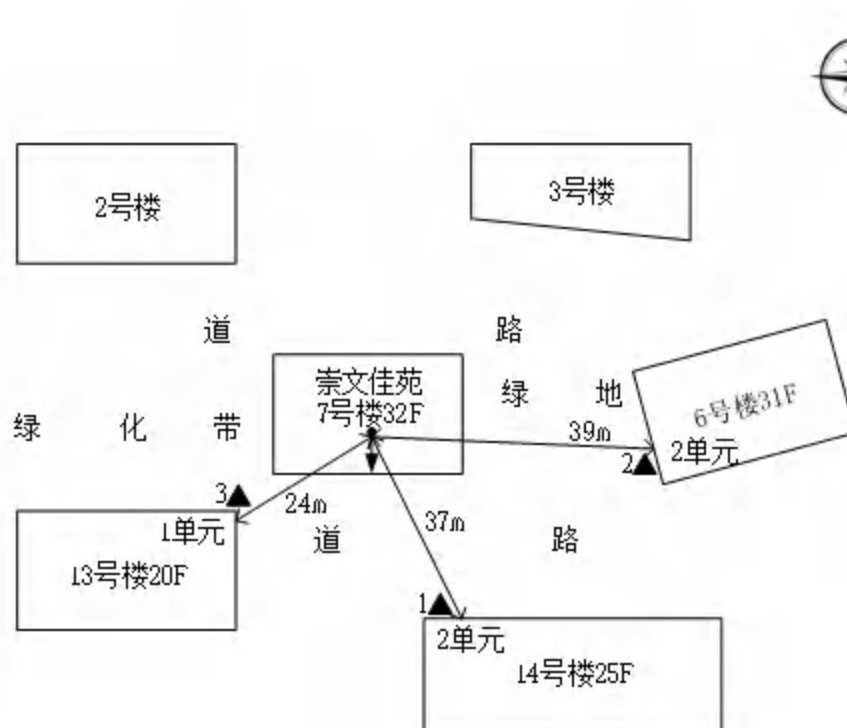 2号楼
3号楼
道 路
崇文佳苑
7号楼32F
绿 地
6号楼31F
绿 化 带
39m
2单元
2
3
24m
37m
1单元
道 路
13号楼20F
1
2单元
14号楼25F